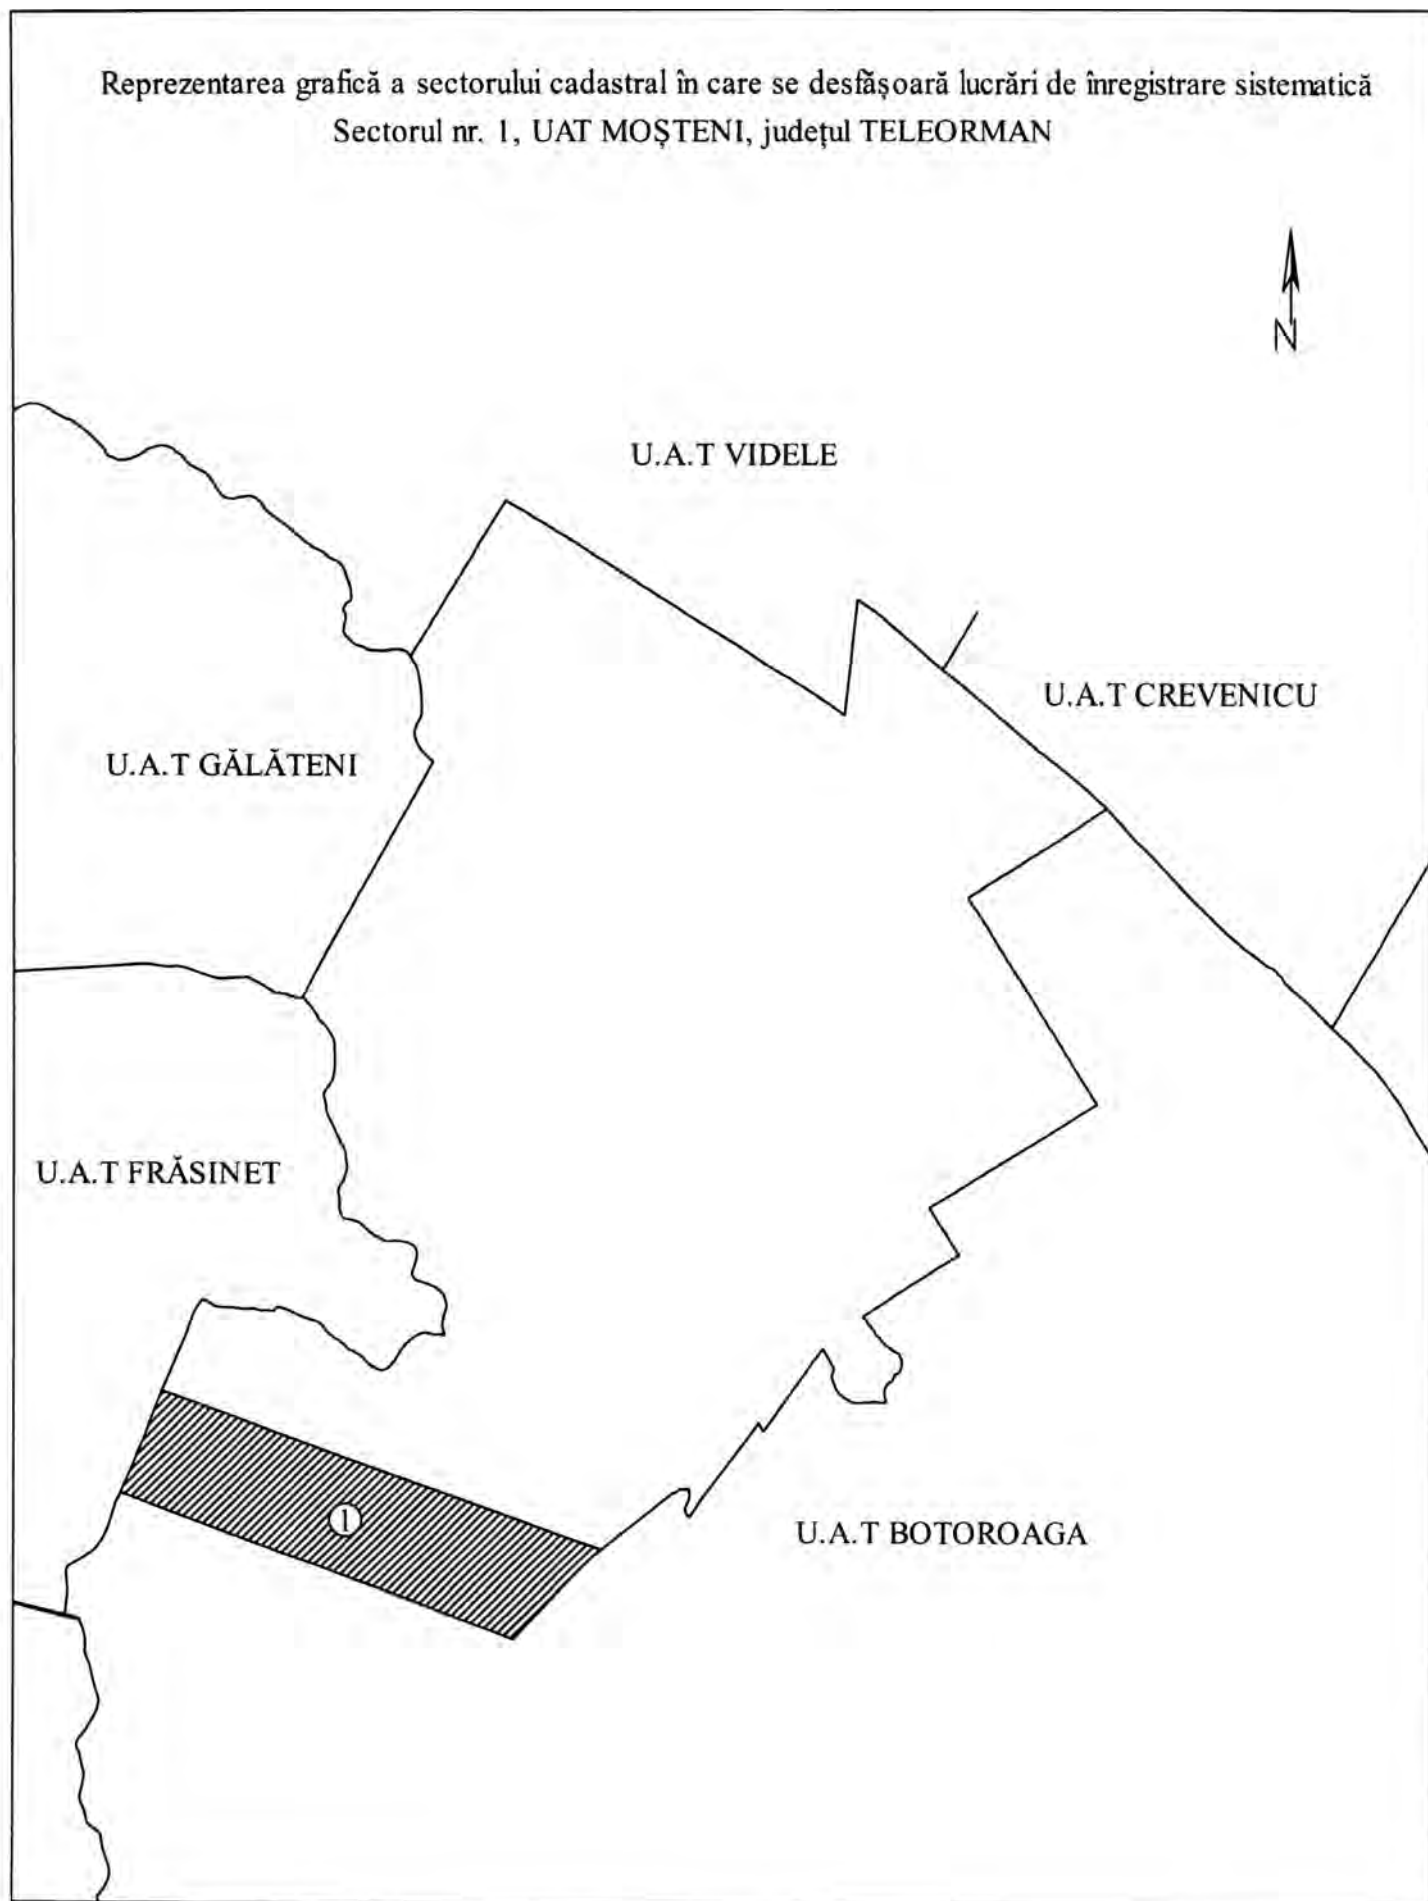 Reprezentarea grafică a sectorului cadastral în care se desfășoară lucrări de înregistrare sistematică
Sectorul nr. 1, UAT MOȘTENI, județul TELEORMAN
N
U.A.T VIDELE
U.A.T CREVENICU
U.A.T GĂLĂTENI
U.A.T FRĂSINET
1
U.A.T BOTOROAGA